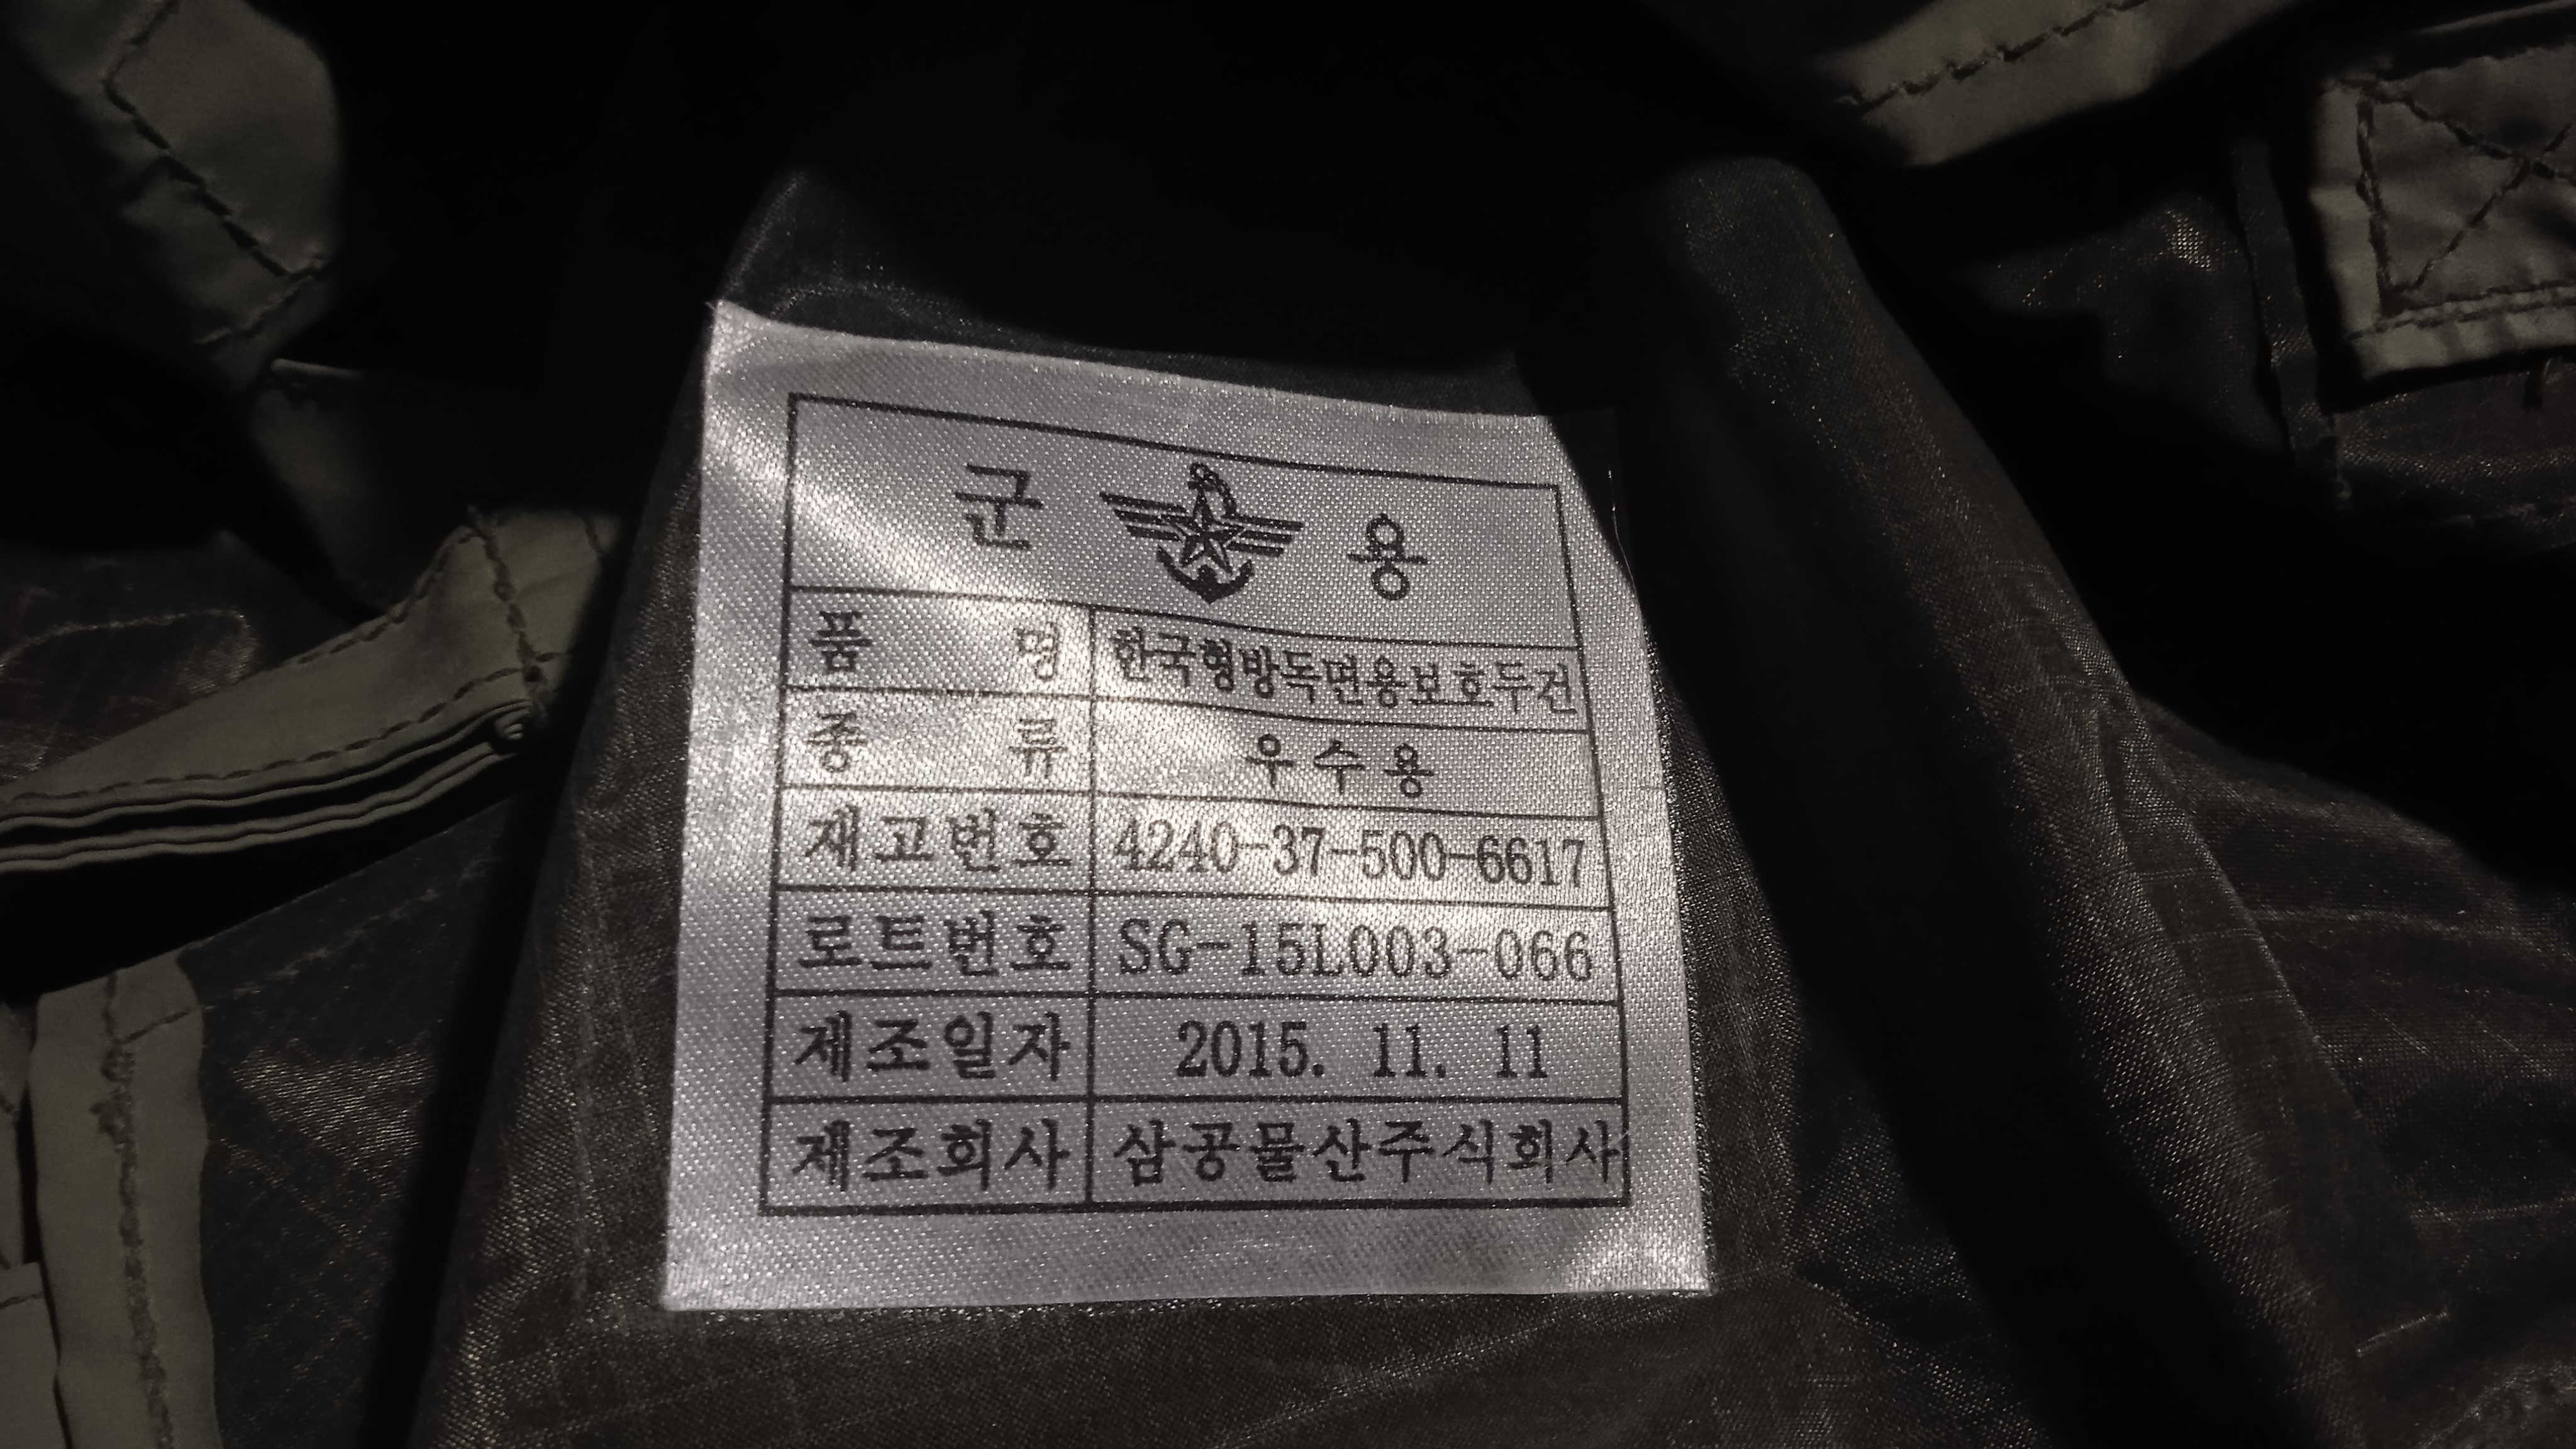 군 용
품 명 한국형방독면용보호두건
종 류 우수용
재고번호 4240-37-500-6617
로트번호 SG-15L003-066
제조일자 2015. 11. 11
제조회사 삼공물산주식회사